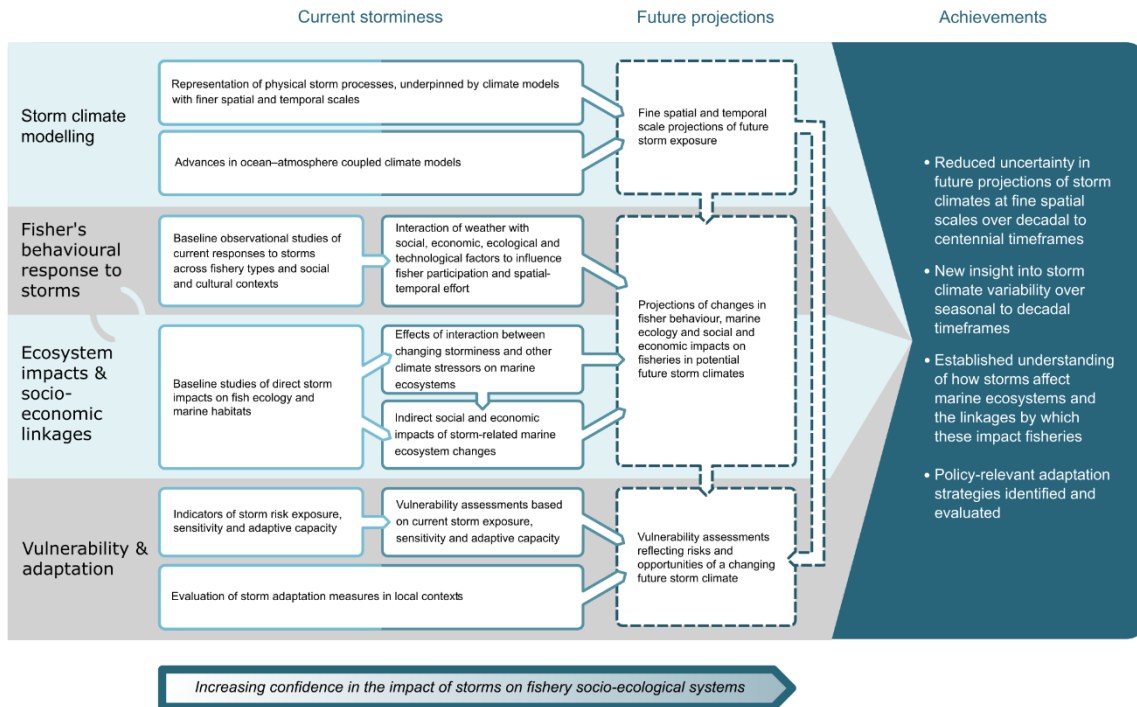 Current storminess
Future projections
Achievements
Storm climate
modelling
Representation of physical storm processes, underpinned by climate models
with finer spatial and temporal scales
Advances in ocean–atmosphere coupled climate models
Fine spatial and temporal
scale projections of future
storm exposure
Fisher's
behavioural
response to
storms
Baseline observational studies of
current responses to storms
across fishery types and social
and cultural contexts
Interaction of weather with
social, economic, ecological and
technological factors to influence
fisher participation and spatial-
temporal effort
Ecosystem
impacts &
socio-
economic
linkages
Baseline studies of direct storm
impacts on fish ecology and
marine habitats
Effects of interaction between
changing storminess and other
climate stressors on marine
ecosystems
Indirect social and economic
impacts of storm-related marine
ecosystem changes
Projections of changes in
fisher behaviour, marine
ecology and social and
economic impacts on
fisheries in potential
future storm climates
Vulnerability &
adaptation
Indicators of storm risk exposure,
sensitivity and adaptive capacity
Vulnerability assessments based
on current storm exposure,
sensitivity and adaptive capacity
Evaluation of storm adaptation measures in local contexts
Vulnerability assessments
reflecting risks and
opportunities of a changing
future storm climate
• Reduced uncertainty in
future projections of storm
climates at fine spatial
scales over decadal to
centennial timeframes
• New insight into storm
climate variability over
seasonal to decadal
timeframes
• Established understanding
of how storms affect
marine ecosystems and
the linkages by which
these impact fisheries
• Policy-relevant adaptation
strategies identified and
evaluated
Increasing confidence in the impact of storms on fishery socio-ecological systems